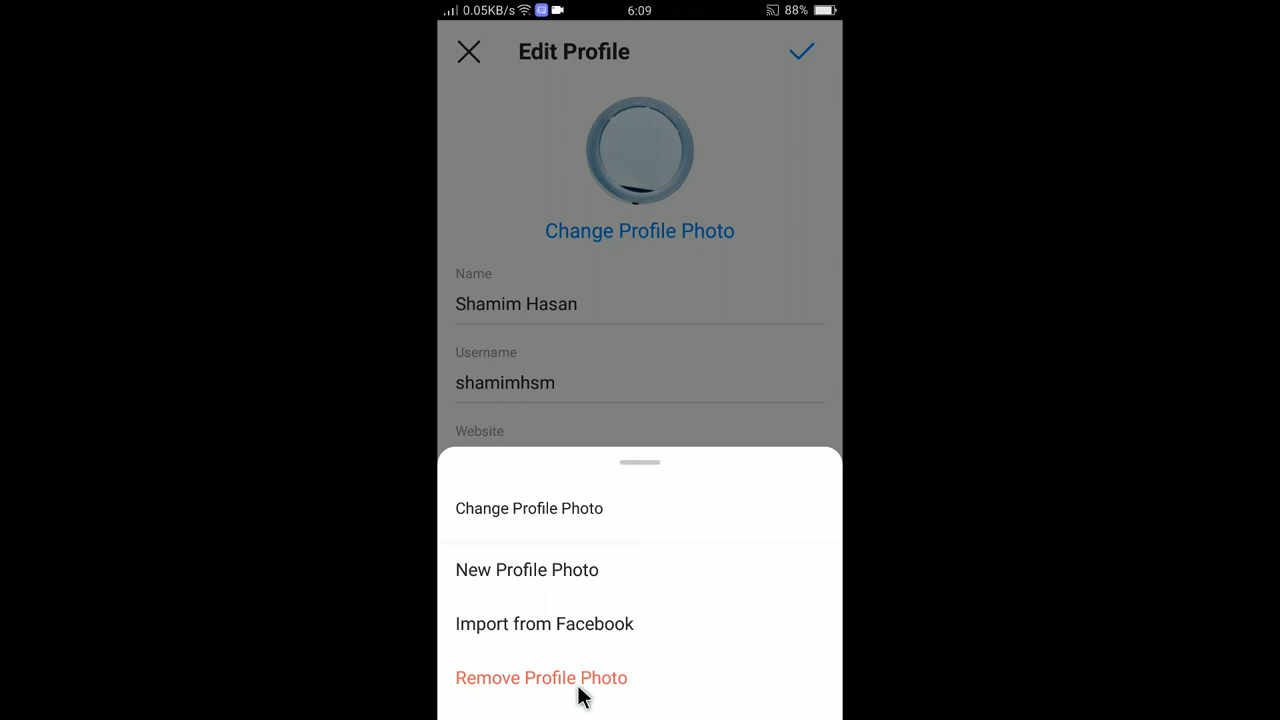 0.05KB/s 6:09 88%
Edit Profile
Change Profile Photo
Name
Shamim Hasan
Username
shamimhsm
Website
Change Profile Photo
New Profile Photo
Import from Facebook
Remove Profile Photo